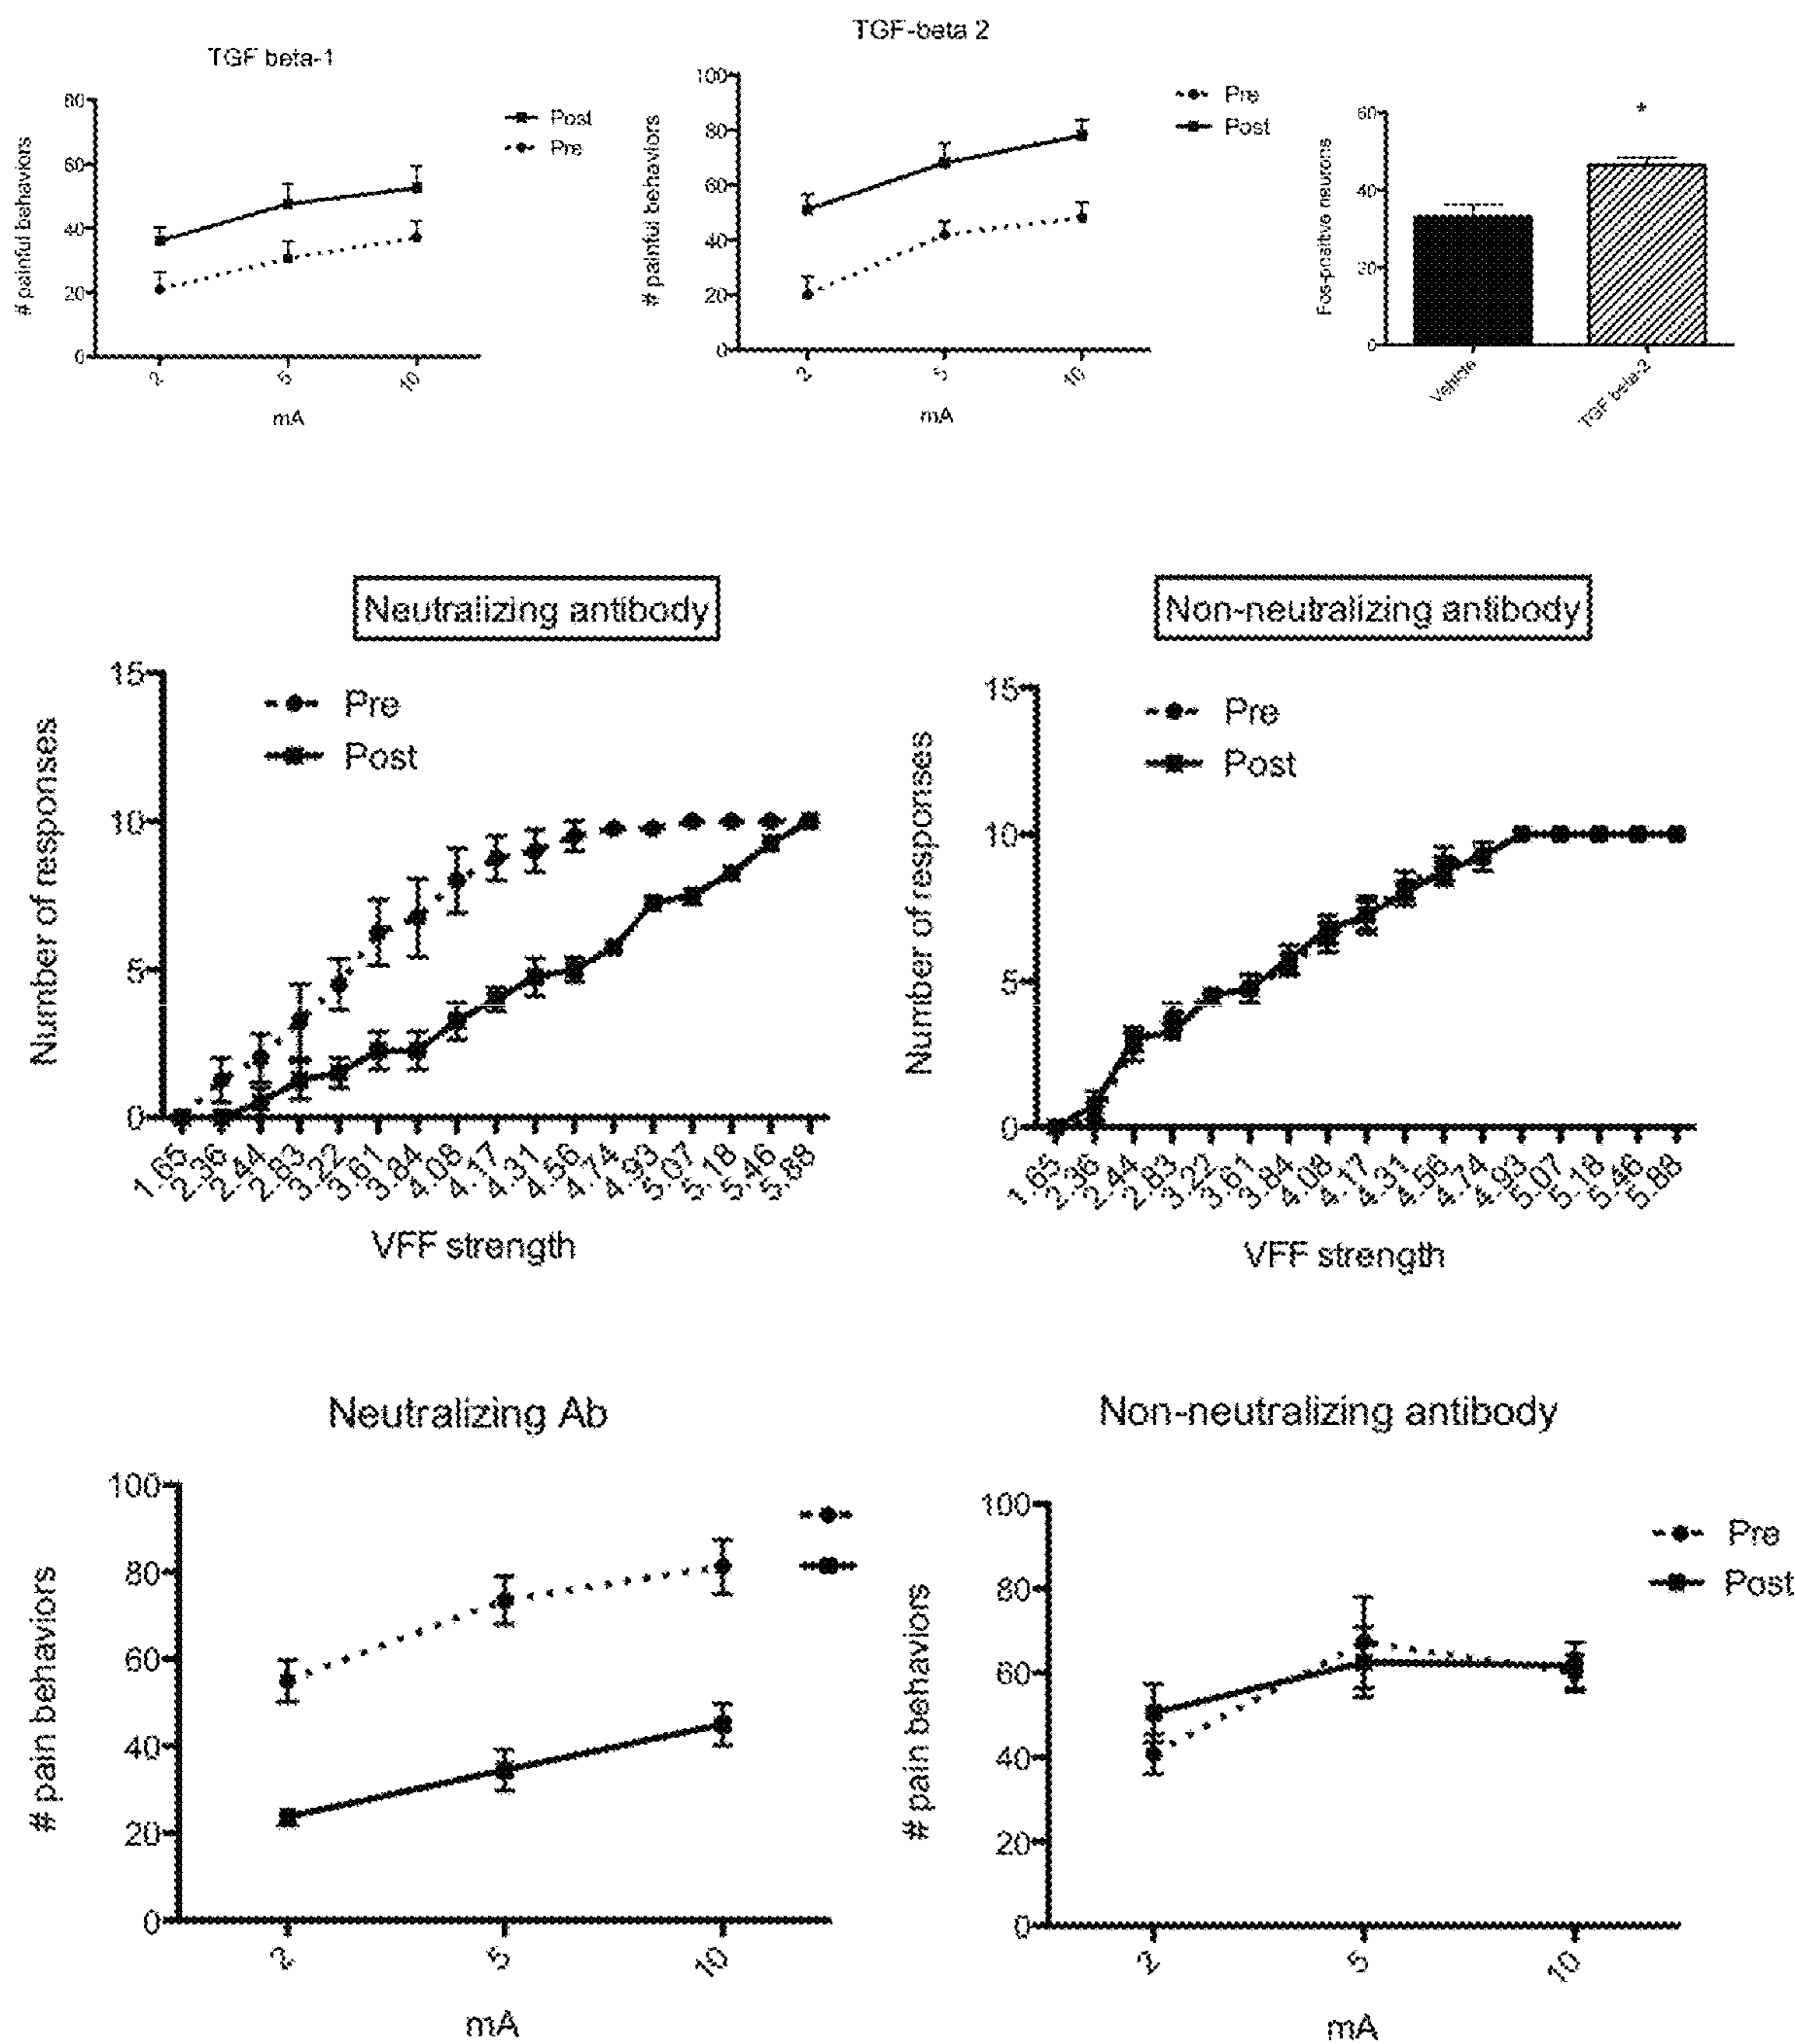 TGF beta-1
80
60
40
20
0
# painful behaviors
2
5
10
mA
Post
Pre
TGF-beta 2
100
80
60
40
20
0
# painful behaviors
2
5
10
mA
Pre
Post
60
40
20
0
Fos-positive neurons
*
Vehicle
TGF beta-2
Neutralizing antibody
15
10
5
0
Number of responses
Pre
Post
1.65
2.36
2.44
2.83
3.22
3.61
3.84
4.08
4.17
4.31
4.56
4.74
4.93
5.07
5.18
5.46
5.88
VFF strength
Non-neutralizing antibody
15
10
5
0
Number of responses
Pre
Post
1.65
2.36
2.44
2.83
3.22
3.61
3.84
4.08
4.17
4.31
4.56
4.74
4.93
5.07
5.18
5.46
5.88
VFF strength
Neutralizing Ab
100
80
60
40
20
0
# pain behaviors
2
5
10
mA
Non-neutralizing antibody
100
80
60
40
20
0
# pain behaviors
Pre
Post
2
5
10
mA